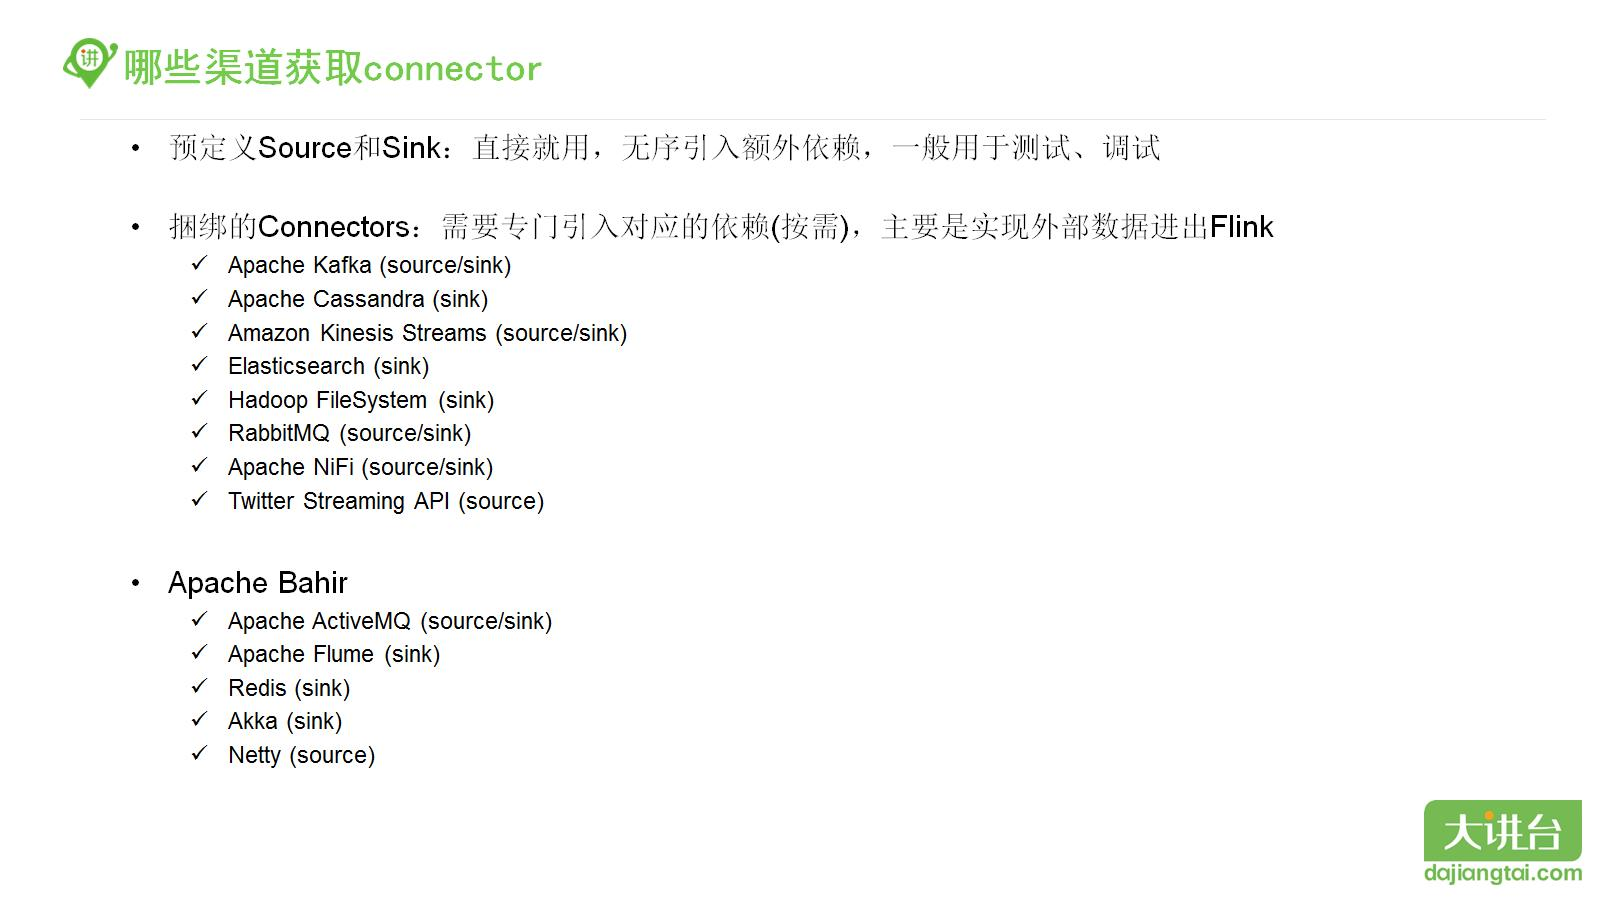 讲 哪些渠道获取connector
• 预定义Source和Sink：直接就用，无序引入额外依赖，一般用于测试、调试
• 捆绑的Connectors：需要专门引入对应的依赖(按需)，主要是实现外部数据进出Flink
✓ Apache Kafka (source/sink)
✓ Apache Cassandra (sink)
✓ Amazon Kinesis Streams (source/sink)
✓ Elasticsearch (sink)
✓ Hadoop FileSystem (sink)
✓ RabbitMQ (source/sink)
✓ Apache NiFi (source/sink)
✓ Twitter Streaming API (source)
• Apache Bahir
✓ Apache ActiveMQ (source/sink)
✓ Apache Flume (sink)
✓ Redis (sink)
✓ Akka (sink)
✓ Netty (source)
大讲台
dajiangtai.com